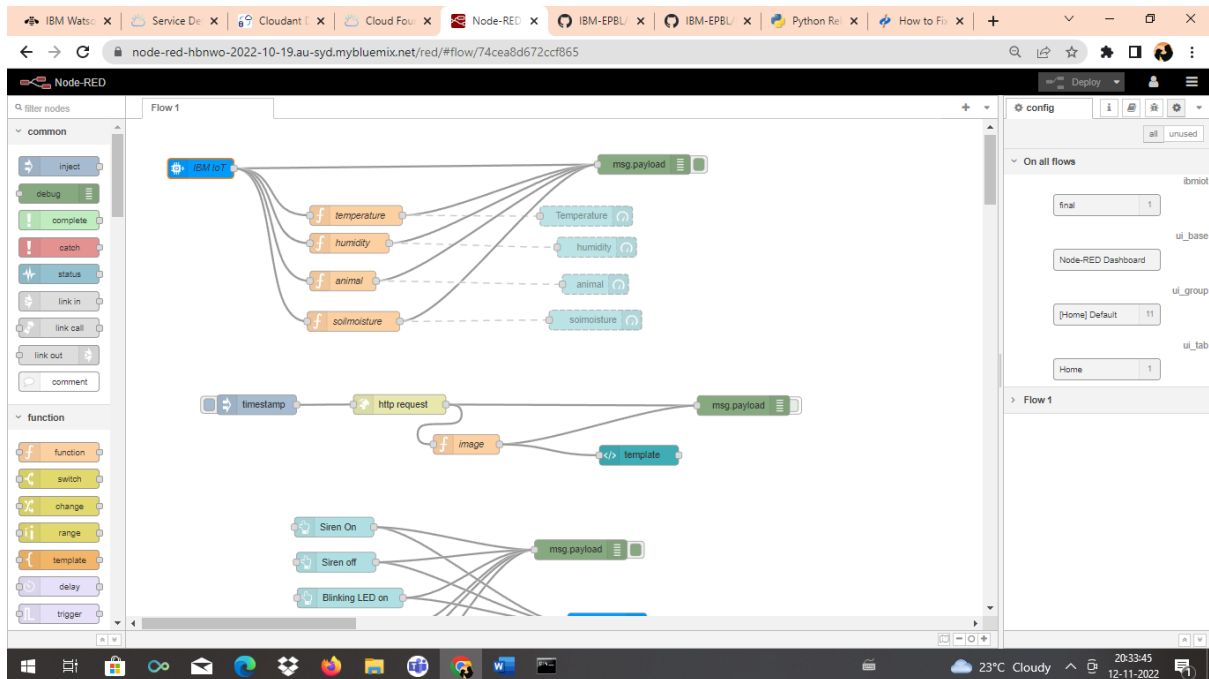 IBM Watso
Service De
Cloudant D
Cloud Four
Node-RED
IBM-EPBL/
IBM-EPBL/
Python Rel
How to Fix
node-red-hbnwo-2022-10-19.au-syd.mybluemix.net/red/#flow/74cea8d672ccf865
Node-RED
Deploy
filter nodes
Flow 1
config
all unused
common
inject
debug
complete
catch
status
link in
link call
link out
comment
function
function
switch
change
range
template
delay
trigger
IBM IoT
msg.payload
temperature
Temperature
humidity
humidity
animal
animal
soilmoisture
soimoisture
timestamp
http request
msg.payload
image
template
Siren On
Siren off
msg.payload
Blinking LED on
On all flows
ibmiot
final 1
ui_base
Node-RED Dashboard
ui_group
[Home] Default 11
ui_tab
Home 1
Flow 1
23°C Cloudy
20:33:45
12-11-2022